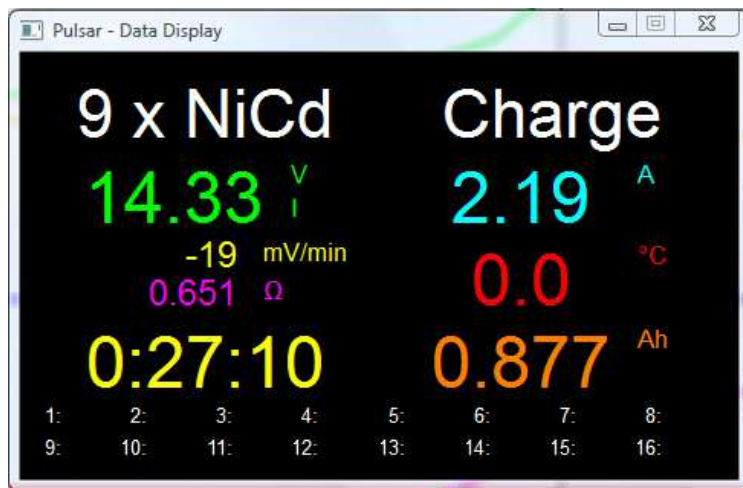 Pulsar - Data Display
9 x NiCd Charge
14.33 V I 2.19 A
-19 mV/min
0.651 Ω 0.0 °C
0:27:10 0.877 Ah
1: 2: 3: 4: 5: 6: 7: 8:
9: 10: 11: 12: 13: 14: 15: 16: